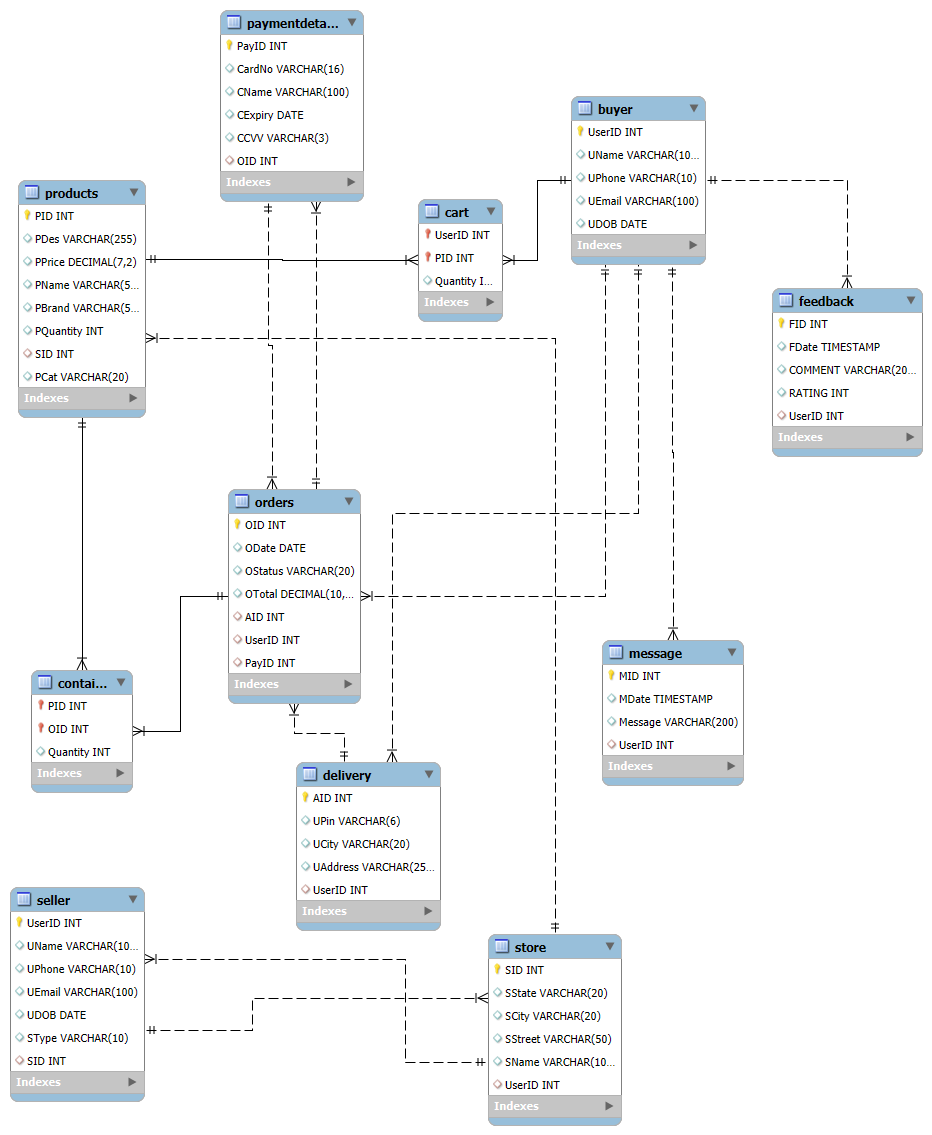 paymentdeta...
PayID INT
CardNo VARCHAR(16)
CName VARCHAR(100)
CExpiry DATE
CCVV VARCHAR(3)
OID INT
Indexes
buyer
UserID INT
UName VARCHAR(10...
UPhone VARCHAR(10)
UEmail VARCHAR(100)
UDOB DATE
Indexes
products
PID INT
PDes VARCHAR(255)
PPrice DECIMAL(7,2)
PName VARCHAR(5...
PBrand VARCHAR(5...
PQuantity INT
SID INT
PCat VARCHAR(20)
Indexes
cart
UserID INT
PID INT
Quantity I...
Indexes
feedback
FID INT
FDate TIMESTAMP
COMMENT VARCHAR(20...
RATING INT
UserID INT
Indexes
orders
OID INT
ODate DATE
OStatus VARCHAR(20)
OTotal DECIMAL(10,...
AID INT
UserID INT
PayID INT
Indexes
message
MID INT
MDate TIMESTAMP
Message VARCHAR(200)
UserID INT
Indexes
contai...
PID INT
OID INT
Quantity INT
Indexes
delivery
AID INT
UPin VARCHAR(6)
UCity VARCHAR(20)
UAddress VARCHAR(25...
UserID INT
Indexes
seller
UserID INT
UName VARCHAR(10...
UPhone VARCHAR(10)
UEmail VARCHAR(100)
UDOB DATE
SType VARCHAR(10)
SID INT
Indexes
store
SID INT
SState VARCHAR(20)
SCity VARCHAR(20)
SStreet VARCHAR(50)
SName VARCHAR(10...
UserID INT
Indexes